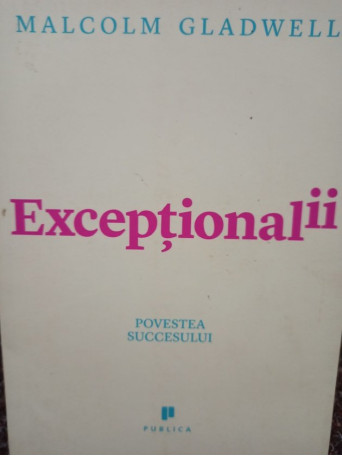 MALCOLM GLADWELL
Excepționalii
POVESTEA
SUCCESULUI
PUBLICA